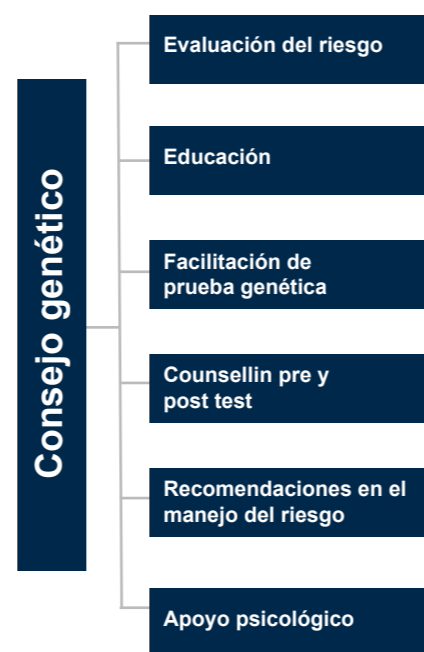 Consejo genético
Evaluación del riesgo
Educación
Facilitación de
prueba genética
Counsellin pre y
post test
Recomendaciones en el
manejo del riesgo
Apoyo psicológico